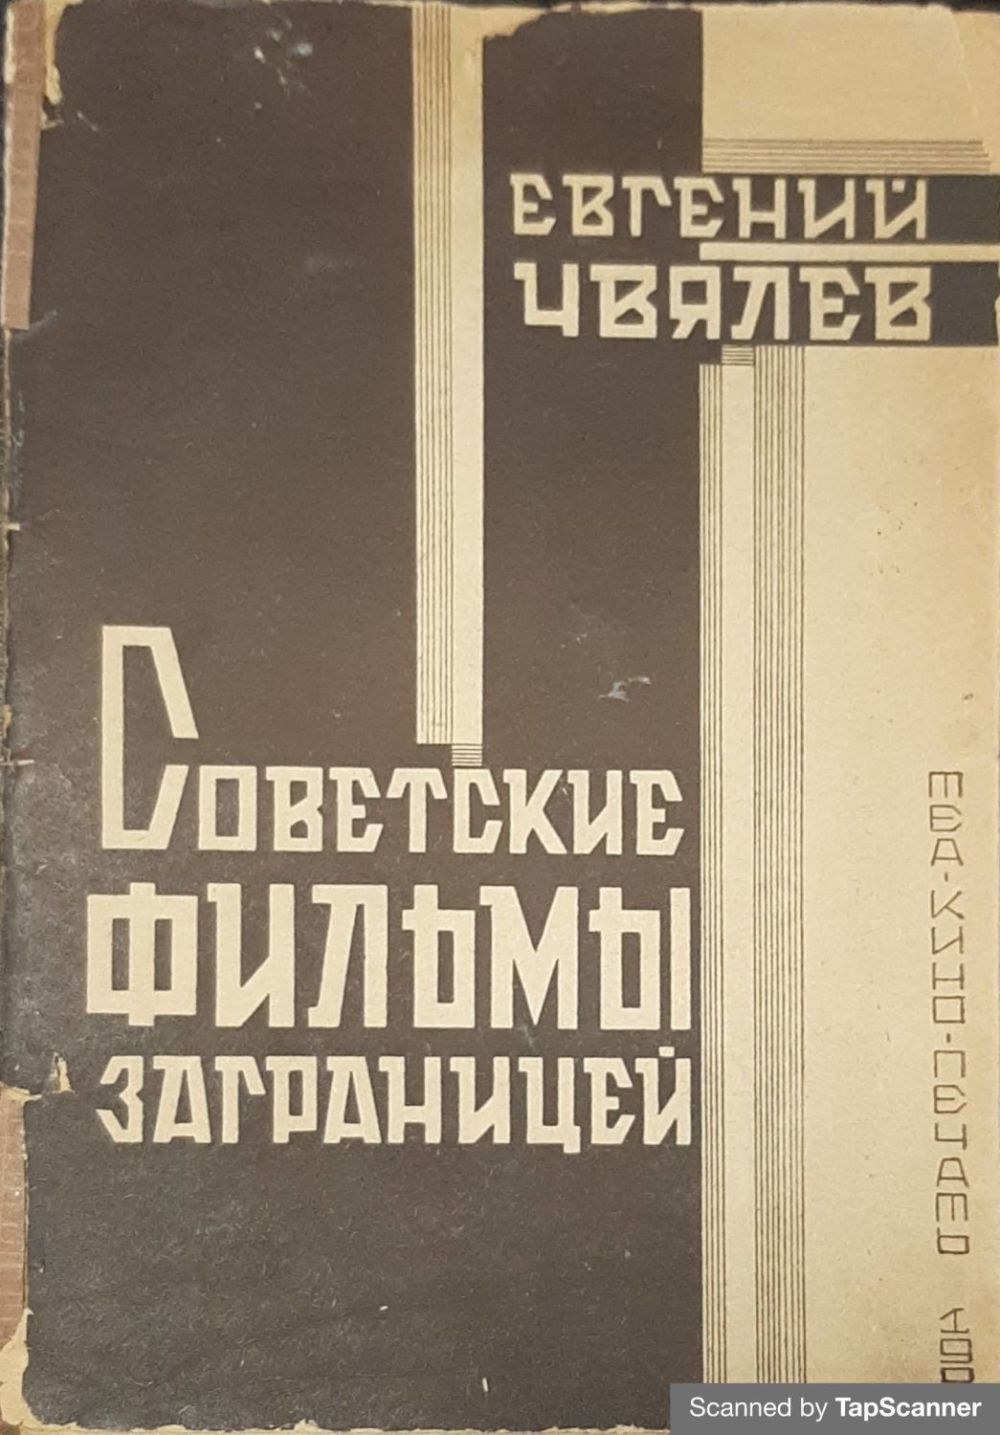 ЕВГЕНИЙ
ЧВЯЛЕВ
СОВЕТСКИЕ
ФИЛЬМЫ
ЗАГРАНИЦЕЙ
ТЕА-КИНО-ПЕЧАТЬ
Scanned by TapScanner